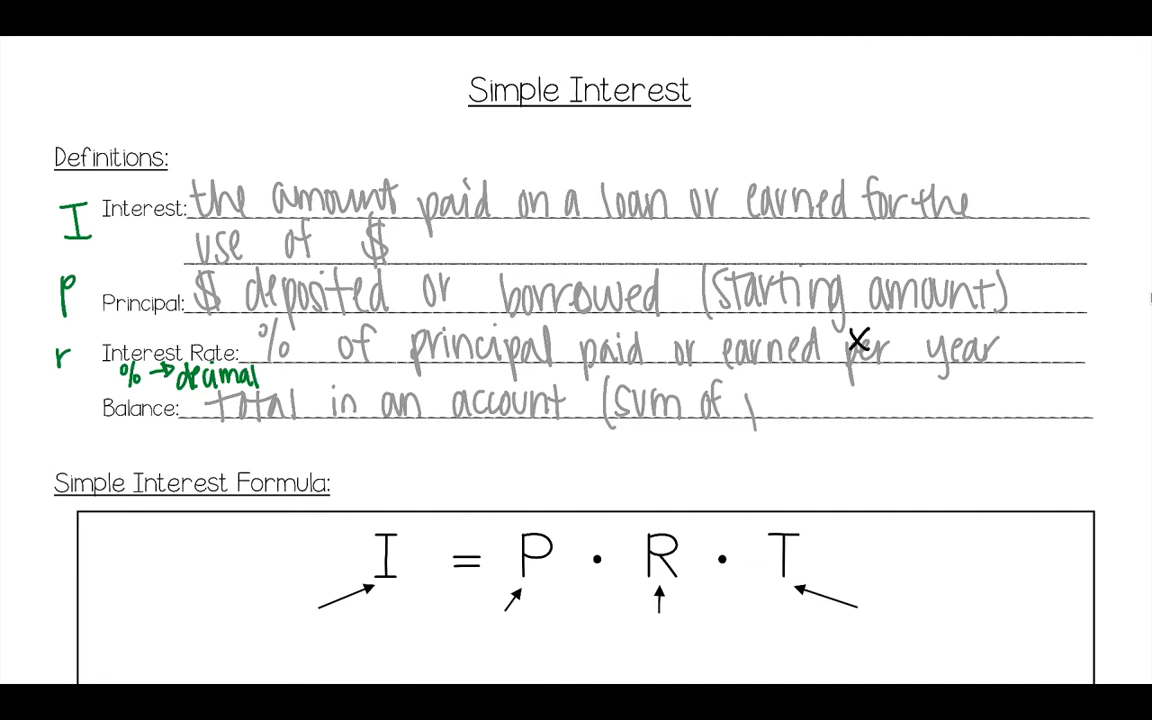 Simple Interest
Definitions:
I Interest: the amount paid on a loan or earned for the
use of $
P Principal: $ deposited or borrowed (starting amount)
r Interest Rate: % of principal paid or earned per year
% → decimal
Balance: total in an account (sum of
Simple Interest Formula:
I = P · R · T